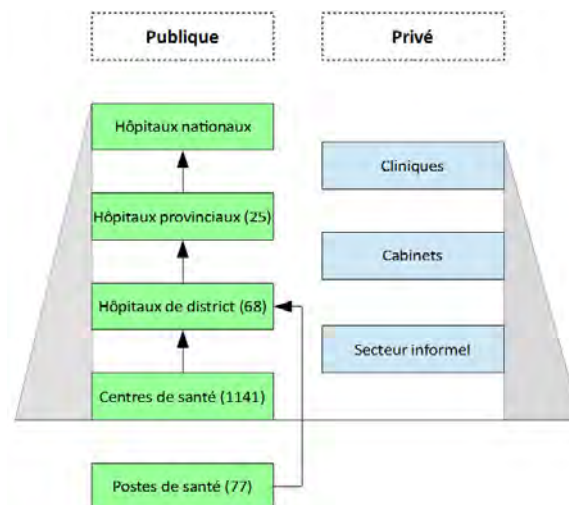 Publique
Privé
Hôpitaux nationaux
Cliniques
Hôpitaux provinciaux (25)
Cabinets
Hôpitaux de district (68)
Secteur informel
Centres de santé (1141)
Postes de santé (77)